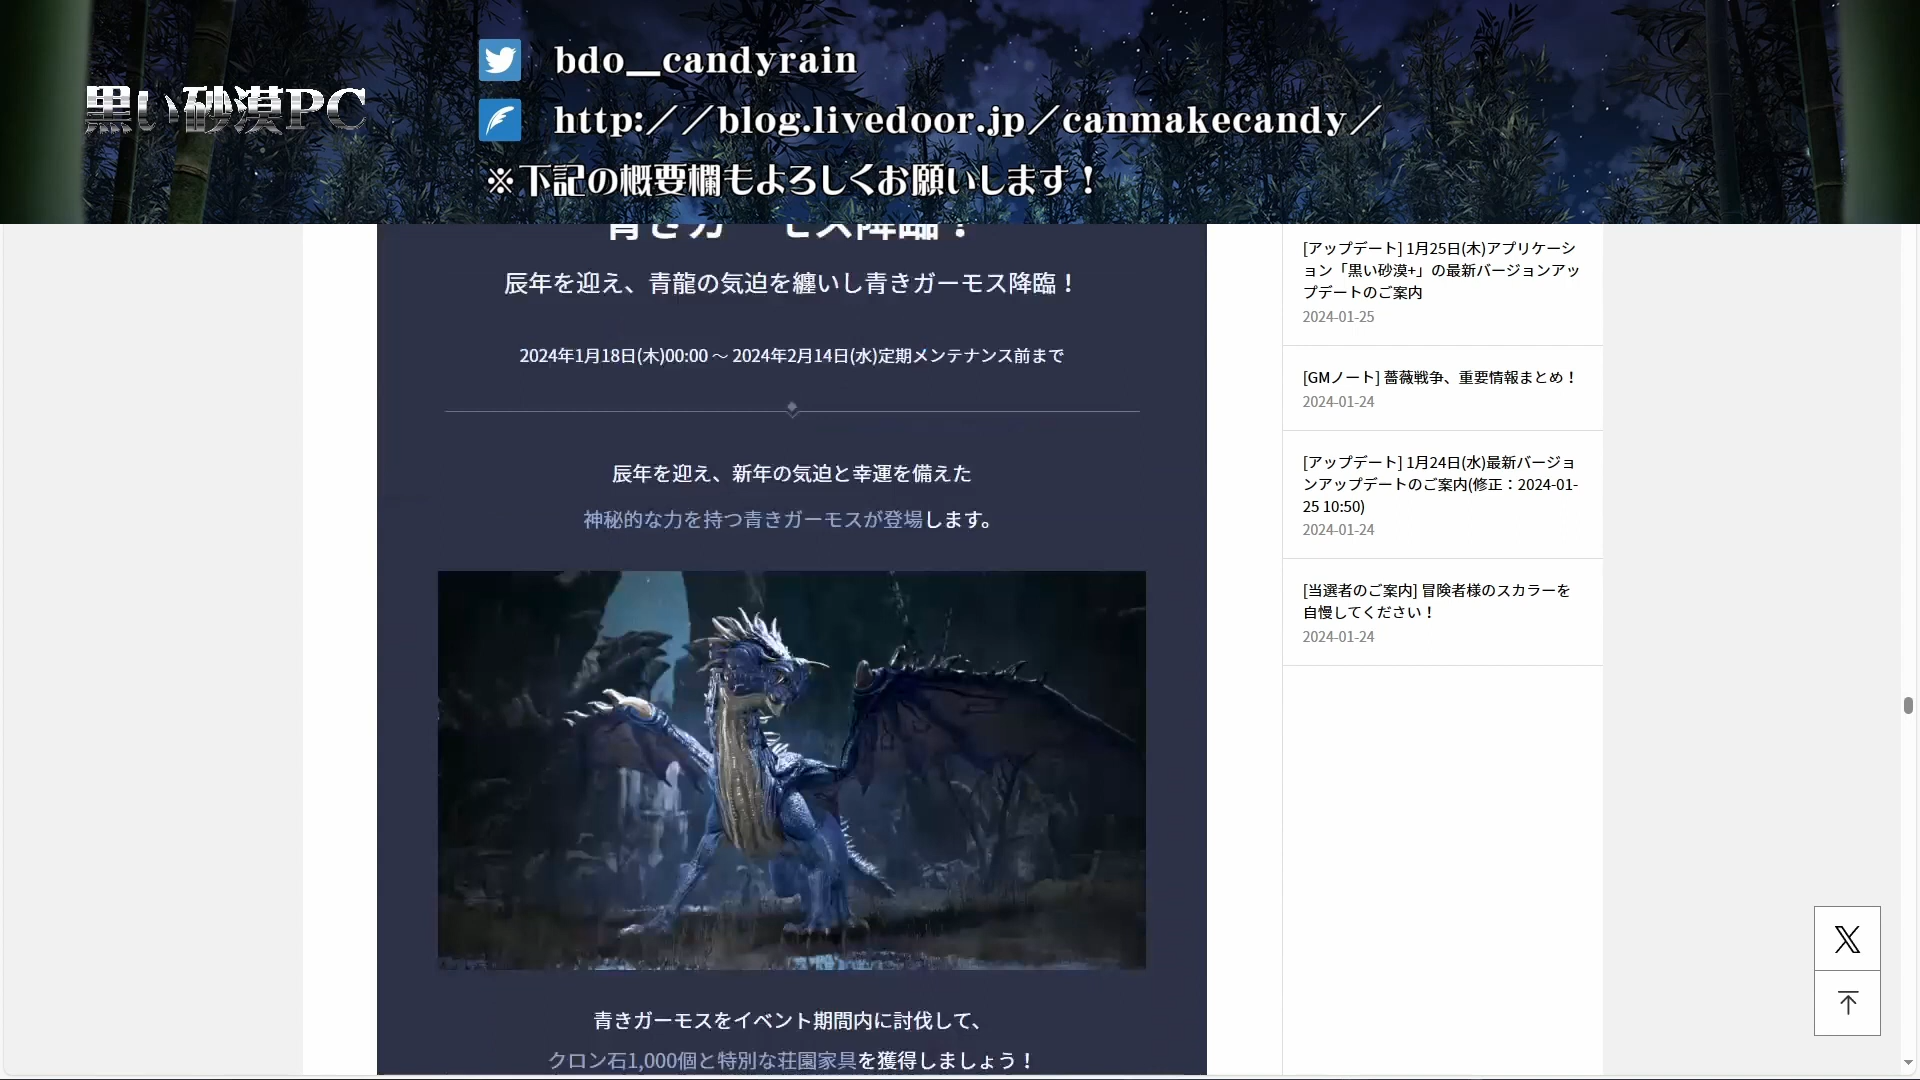 黒い砂漠PC
bdo__candyrain
http://blog.livedoor.jp/canmakecandy/
※下記の概要欄もよろしくお願いします！
青きガーモス降臨！
辰年を迎え、青龍の気迫を纏いし青きガーモス降臨！
2024年1月18日(木)00:00 ～ 2024年2月14日(水)定期メンテナンス前まで
辰年を迎え、新年の気迫と幸運を備えた
神秘的な力を持つ青きガーモスが登場します。
青きガーモスをイベント期間内に討伐して、
クロン石1,000個と特別な荘園家具を獲得しましょう！
[アップデート] 1月25日(木)アプリケーシ
ョン「黒い砂漠+」の最新バージョンアッ
プデートのご案内
2024-01-25
[GMノート] 薔薇戦争、重要情報まとめ！
2024-01-24
[アップデート] 1月24日(水)最新バージョ
ンアップデートのご案内(修正：2024-01-
25 10:50)
2024-01-24
[当選者のご案内] 冒険者様のスカラーを
自慢してください！
2024-01-24